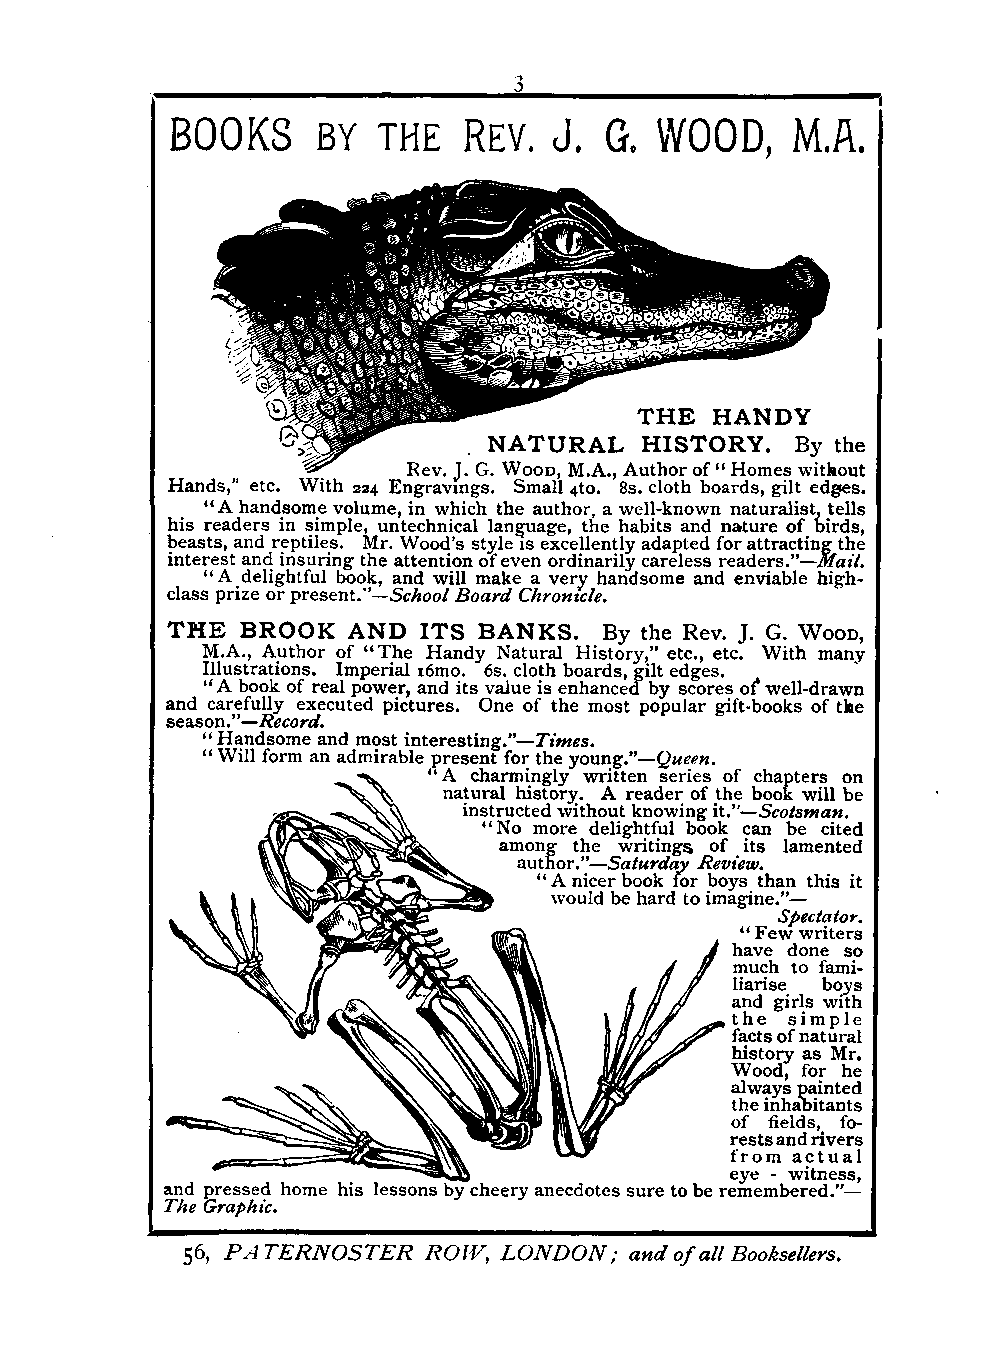 3
BOOKS BY THE REV. J. G. WOOD, M.A.
THE HANDY
NATURAL HISTORY. By the
Rev. J. G. WOOD, M.A., Author of "Homes without
Hands," etc. With 224 Engravings. Small 4to. 8s. cloth boards, gilt edges.
"A handsome volume, in which the author, a well-known naturalist, tells
his readers in simple, untechnical language, the habits and nature of birds,
beasts, and reptiles. Mr. Wood's style is excellently adapted for attracting the
interest and insuring the attention of even ordinarily careless readers."—Mail.
"A delightful book, and will make a very handsome and enviable high-
class prize or present."—School Board Chronicle.
THE BROOK AND ITS BANKS. By the Rev. J. G. WOOD,
M.A., Author of "The Handy Natural History," etc., etc. With many
Illustrations. Imperial 16mo. 6s. cloth boards, gilt edges.
"A book of real power, and its value is enhanced by scores of well-drawn
and carefully executed pictures. One of the most popular gift-books of the
season."—Record.
"Handsome and most interesting."—Times.
"Will form an admirable present for the young."—Queen.
"A charmingly written series of chapters on
natural history. A reader of the book will be
instructed without knowing it."—Scotsman.
"No more delightful book can be cited
among the writings of its lamented
author."—Saturday Review.
"A nicer book for boys than this it
would be hard to imagine."—
Spectator.
"Few writers
have done so
much to fami-
liarise boys
and girls with
the simple
facts of natural
history as Mr.
Wood, for he
always painted
the inhabitants
of fields, fo-
rests and rivers
from actual
eye - witness,
and pressed home his lessons by cheery anecdotes sure to be remembered."—
The Graphic.
56, PATERNOSTER ROW, LONDON; and of all Booksellers.